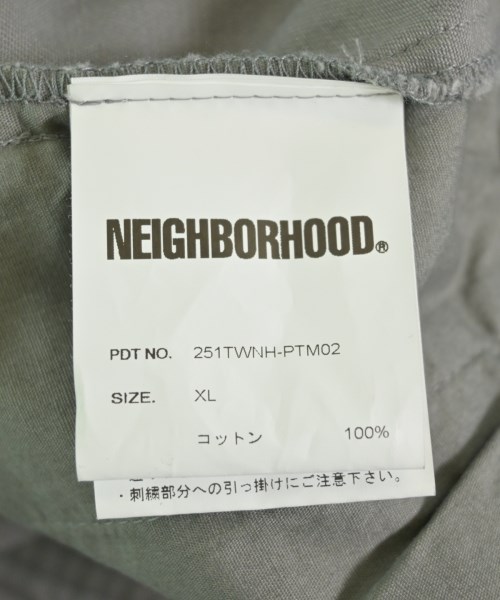 NEIGHBORHOOD®
PDT NO. 251TWNH-PTM02
SIZE. XL
コットン 100%
・刺繍部分への引っ掛けにご注意下さい。